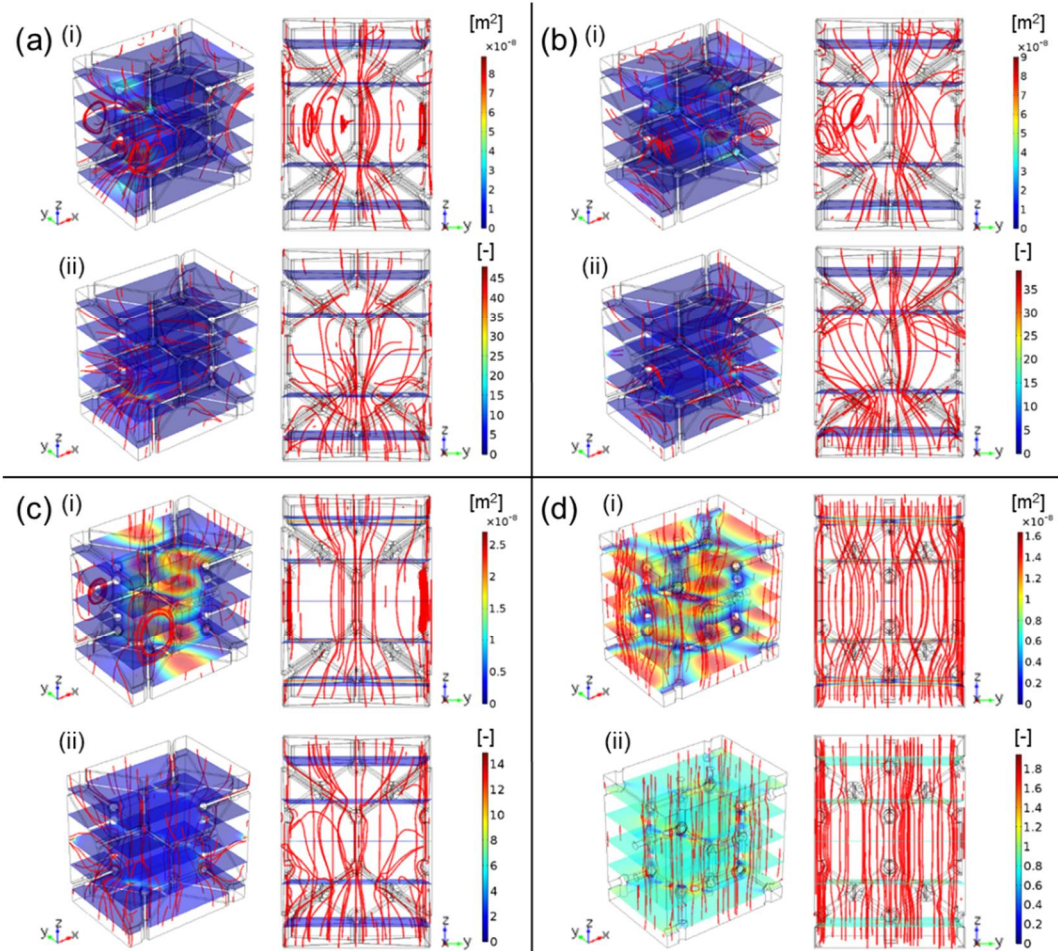 (a) (i)
[m²]
×10⁻⁸
8
7
6
5
4
3
2
1
0
y z x
z
x y
(ii)
[-]
45
40
35
30
25
20
15
10
5
0
y z x
z
x y
(b) (i)
[m²]
×10⁻⁸
9
8
7
6
5
4
3
2
1
0
y z x
z
x y
(ii)
[-]
35
30
25
20
15
10
5
0
y z x
z
x y
(c) (i)
[m²]
×10⁻⁸
2.5
2
1.5
1
0.5
0
y z x
z
x y
(ii)
[-]
14
12
10
8
6
4
2
0
y z x
z
x y
(d) (i)
[m²]
×10⁻⁸
1.6
1.4
1.2
1
0.8
0.6
0.4
0.2
0
y z x
z
x y
(ii)
[-]
1.8
1.6
1.4
1.2
1
0.8
0.6
0.4
0.2
0
y z x
z
x y